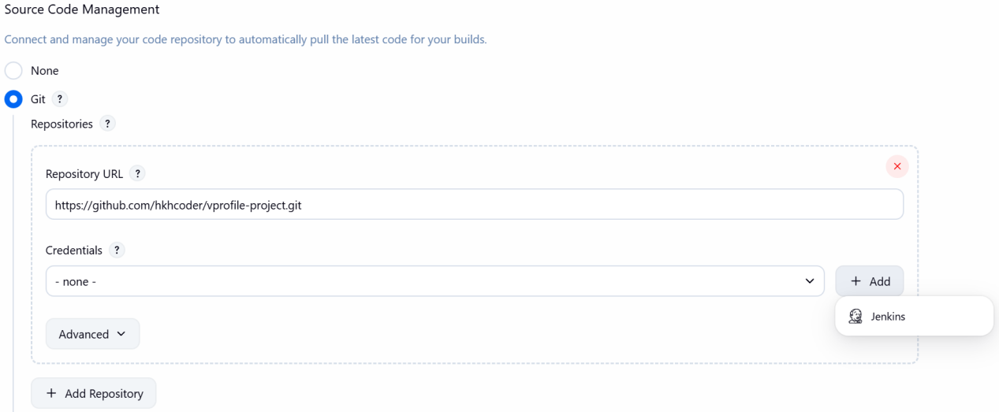 Source Code Management
Connect and manage your code repository to automatically pull the latest code for your builds.
None
Git ?
Repositories ?
Repository URL ?
https://github.com/hkhcoder/vprofile-project.git
Credentials ?
- none -
+ Add
Jenkins
Advanced
+ Add Repository